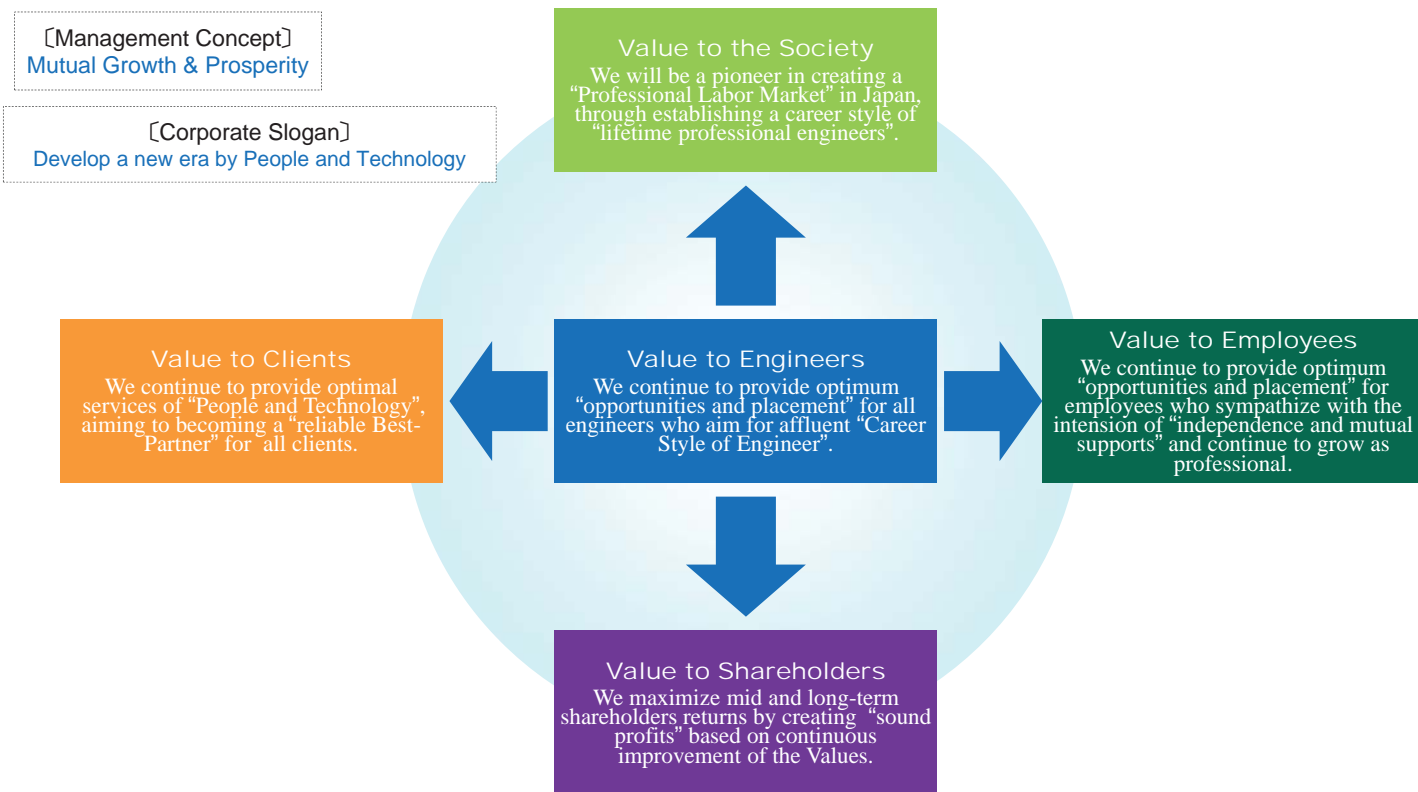 〔Management Concept〕
Mutual Growth & Prosperity
〔Corporate Slogan〕
Develop a new era by People and Technology
Value to the Society
We will be a pioneer in creating a
“Professional Labor Market” in Japan,
through establishing a career style of
“lifetime professional engineers”.
Value to Clients
We continue to provide optimal
services of “People and Technology”,
aiming to becoming a “reliable Best-
Partner” for all clients.
Value to Engineers
We continue to provide optimum
“opportunities and placement” for all
engineers who aim for affluent “Career
Style of Engineer”.
Value to Employees
We continue to provide optimum
“opportunities and placement” for
employees who sympathize with the
intension of “independence and mutual
supports” and continue to grow as
professional.
Value to Shareholders
We maximize mid and long-term
shareholders returns by creating “sound
profits” based on continuous
improvement of the Values.